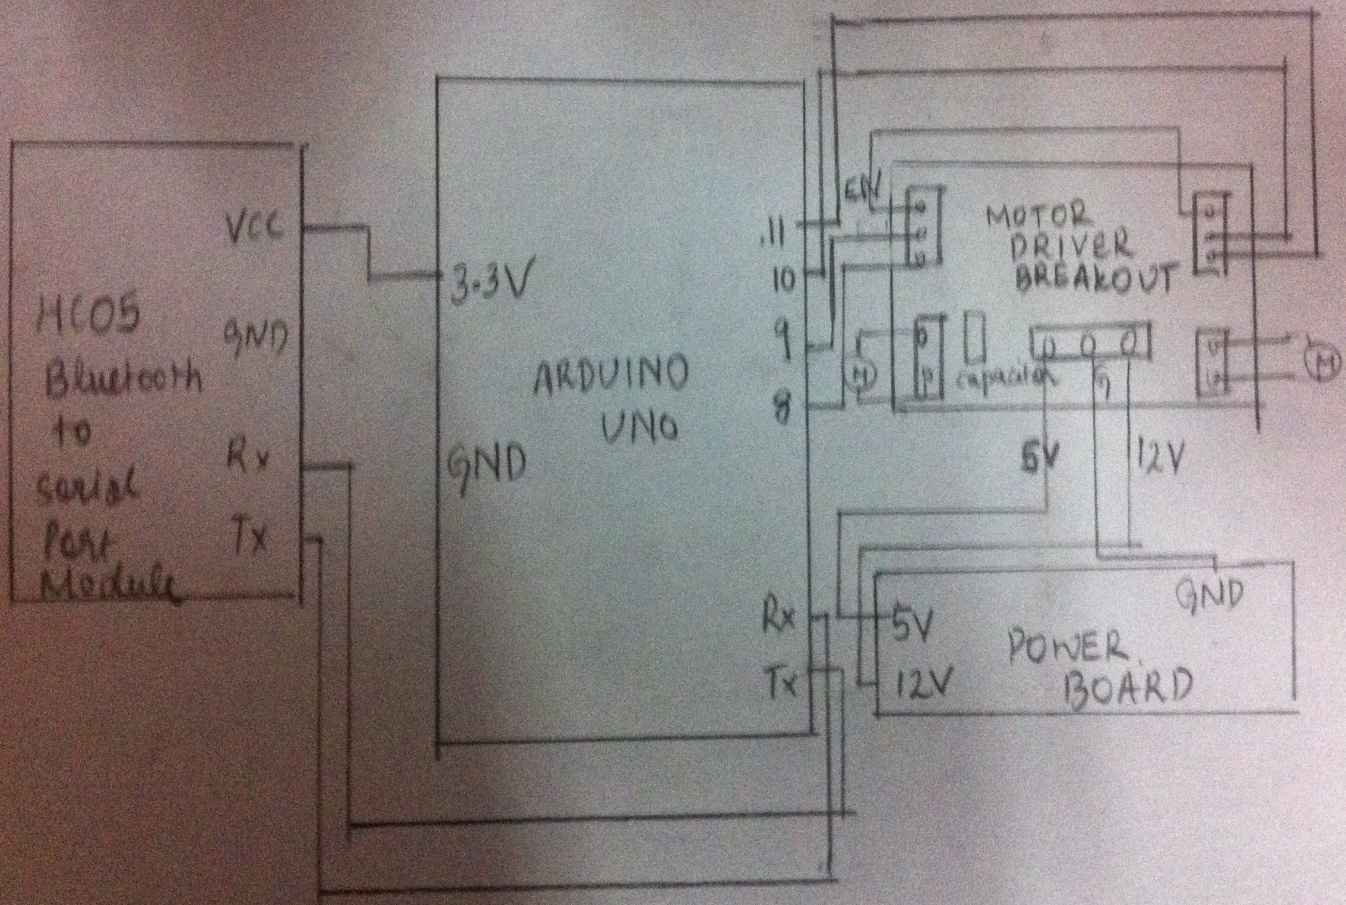 HC05
Bluetooth
to
serial
Port
Module
VCC
GND
Rx
Tx
3.3V
GND
ARDUINO
UNO
11
10
9
8
Rx
Tx
EN
MOTOR
DRIVER
BREAKOUT
M
capacitor
G
M
5V
12V
5V
12V
GND
POWER
BOARD